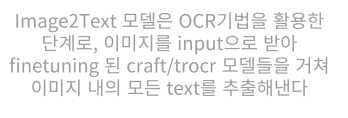 Image2Text 모델은 OCR기법을 활용한
단계로, 이미지를 input으로 받아
finetuning 된 craft/trocr 모델들을 거쳐
이미지 내의 모든 text를 추출해낸다